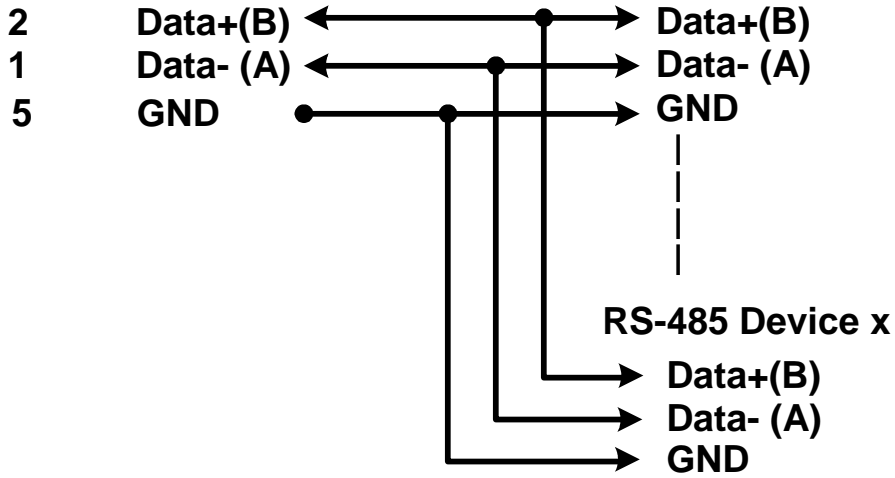 2 Data+(B) Data+(B)
1 Data- (A) Data- (A)
5 GND GND
RS-485 Device x
Data+(B)
Data- (A)
GND